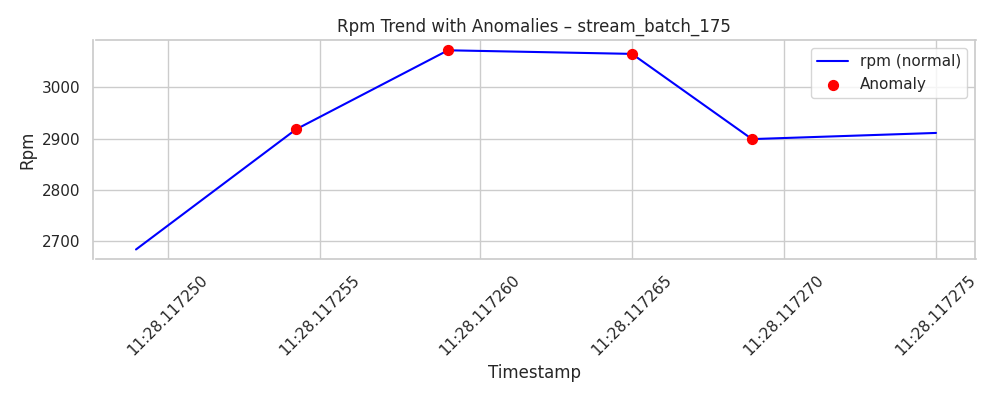 Rpm Trend with Anomalies – stream_batch_175
rpm (normal)
Anomaly
Rpm
3000
2900
2800
2700
11:28.117250
11:28.117255
11:28.117260
11:28.117265
11:28.117270
11:28.117275
Timestamp